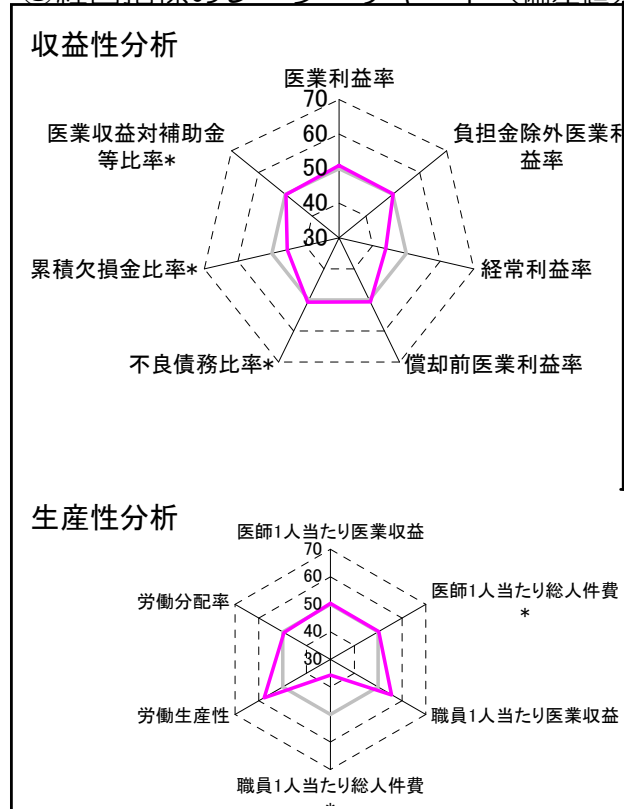 収益性分析
医業利益率
70
60
50
40
30
負担金除外医業利
益率
経常利益率
償却前医業利益率
不良債務比率*
累積欠損金比率*
医業収益対補助金
等比率*
生産性分析
医師1人当たり医業収益
70
60
50
40
30
医師1人当たり総人件費
*
職員1人当たり医業収益
職員1人当たり総人件費
*
労働生産性
労働分配率